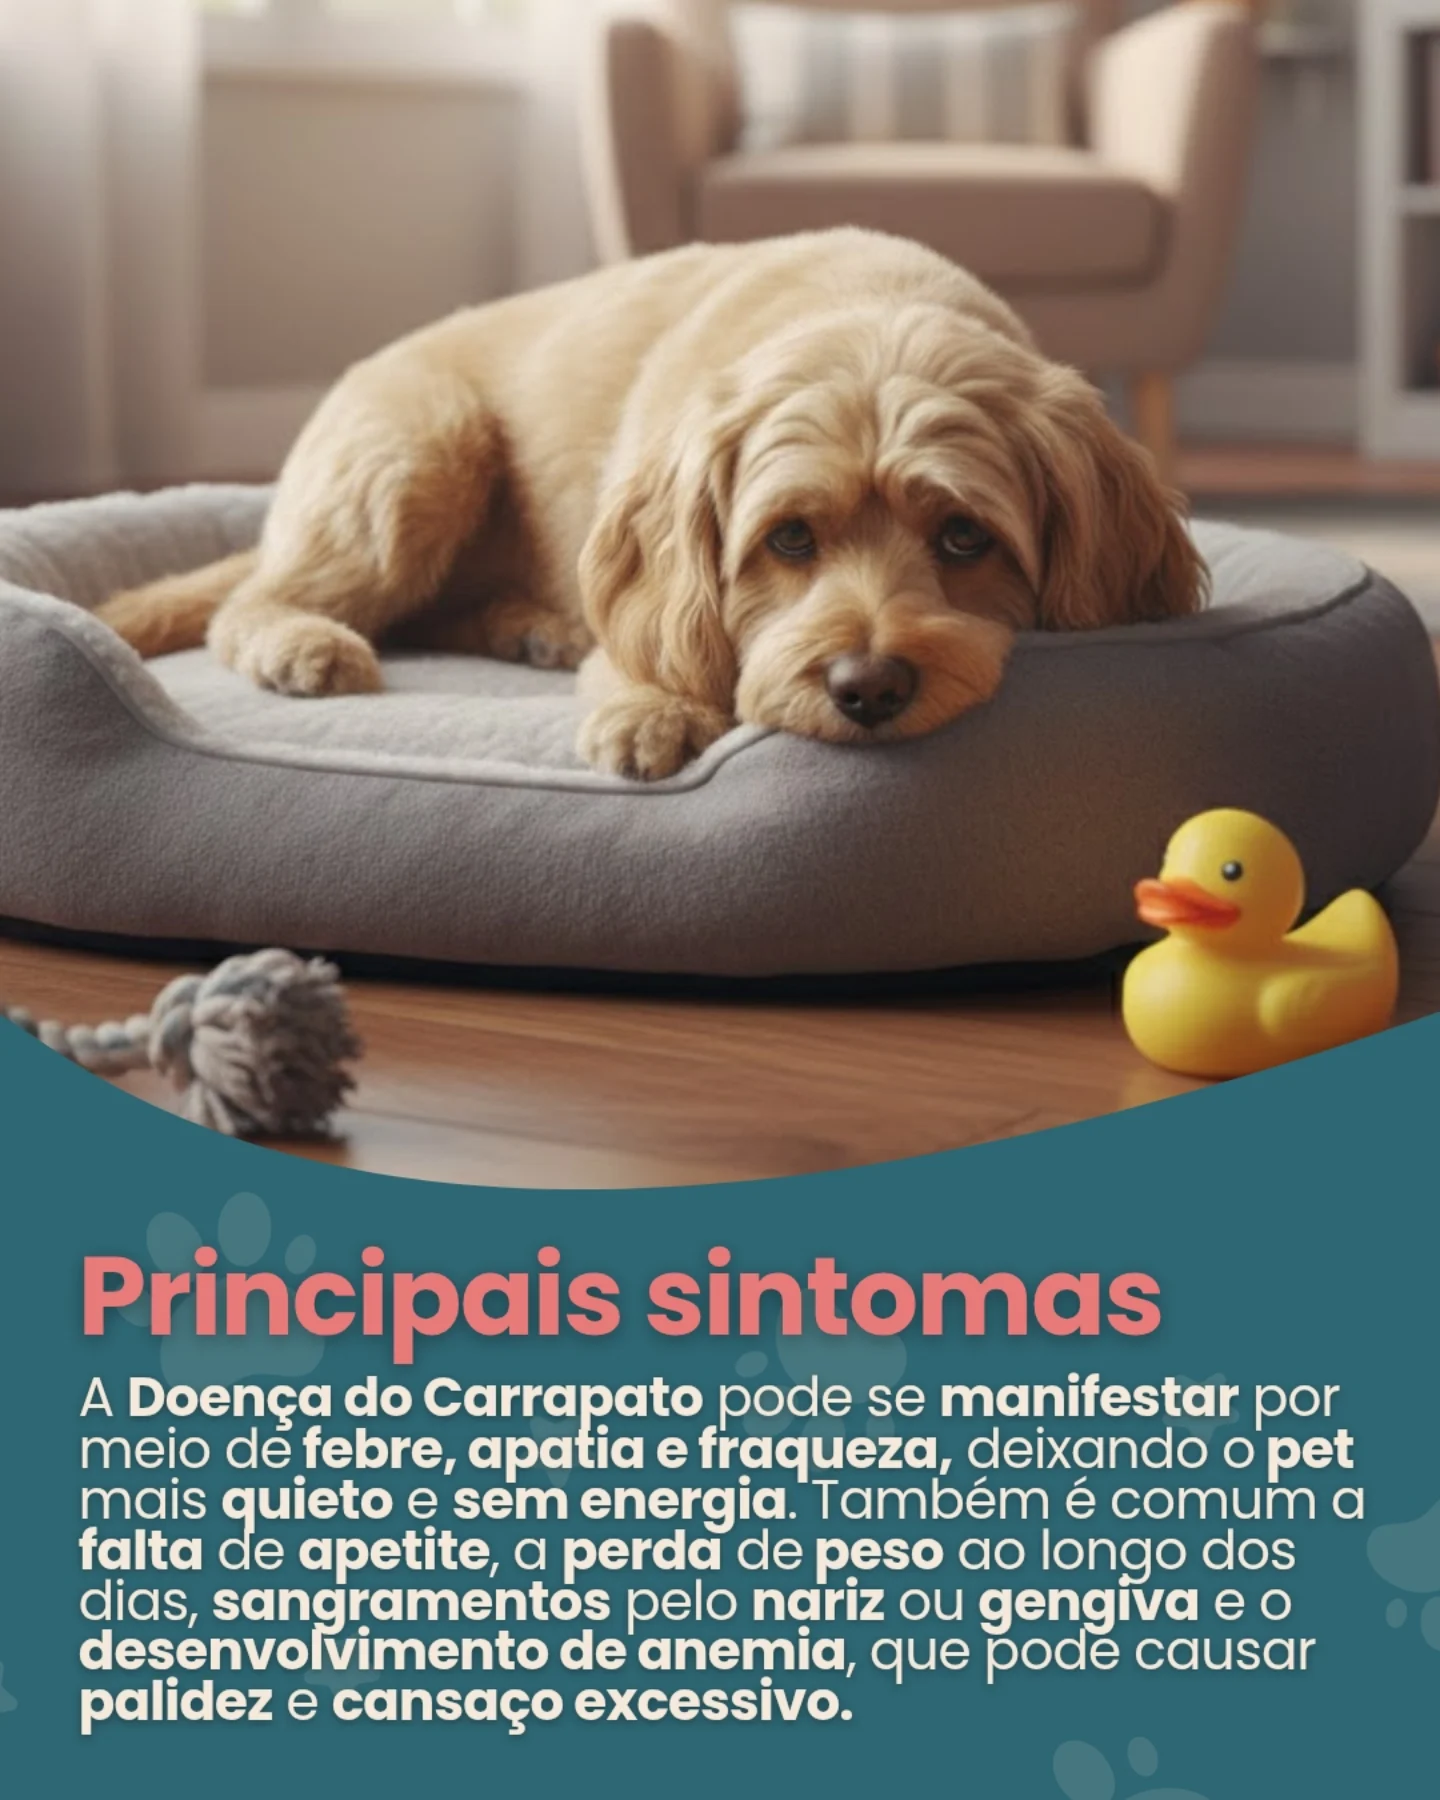 Principais sintomas
A Doença do Carrapato pode se manifestar por
meio de febre, apatia e fraqueza, deixando o pet
mais quieto e sem energia. Também é comum a
falta de apetite, a perda de peso ao longo dos
dias, sangramentos pelo nariz ou gengiva e o
desenvolvimento de anemia, que pode causar
palidez e cansaço excessivo.